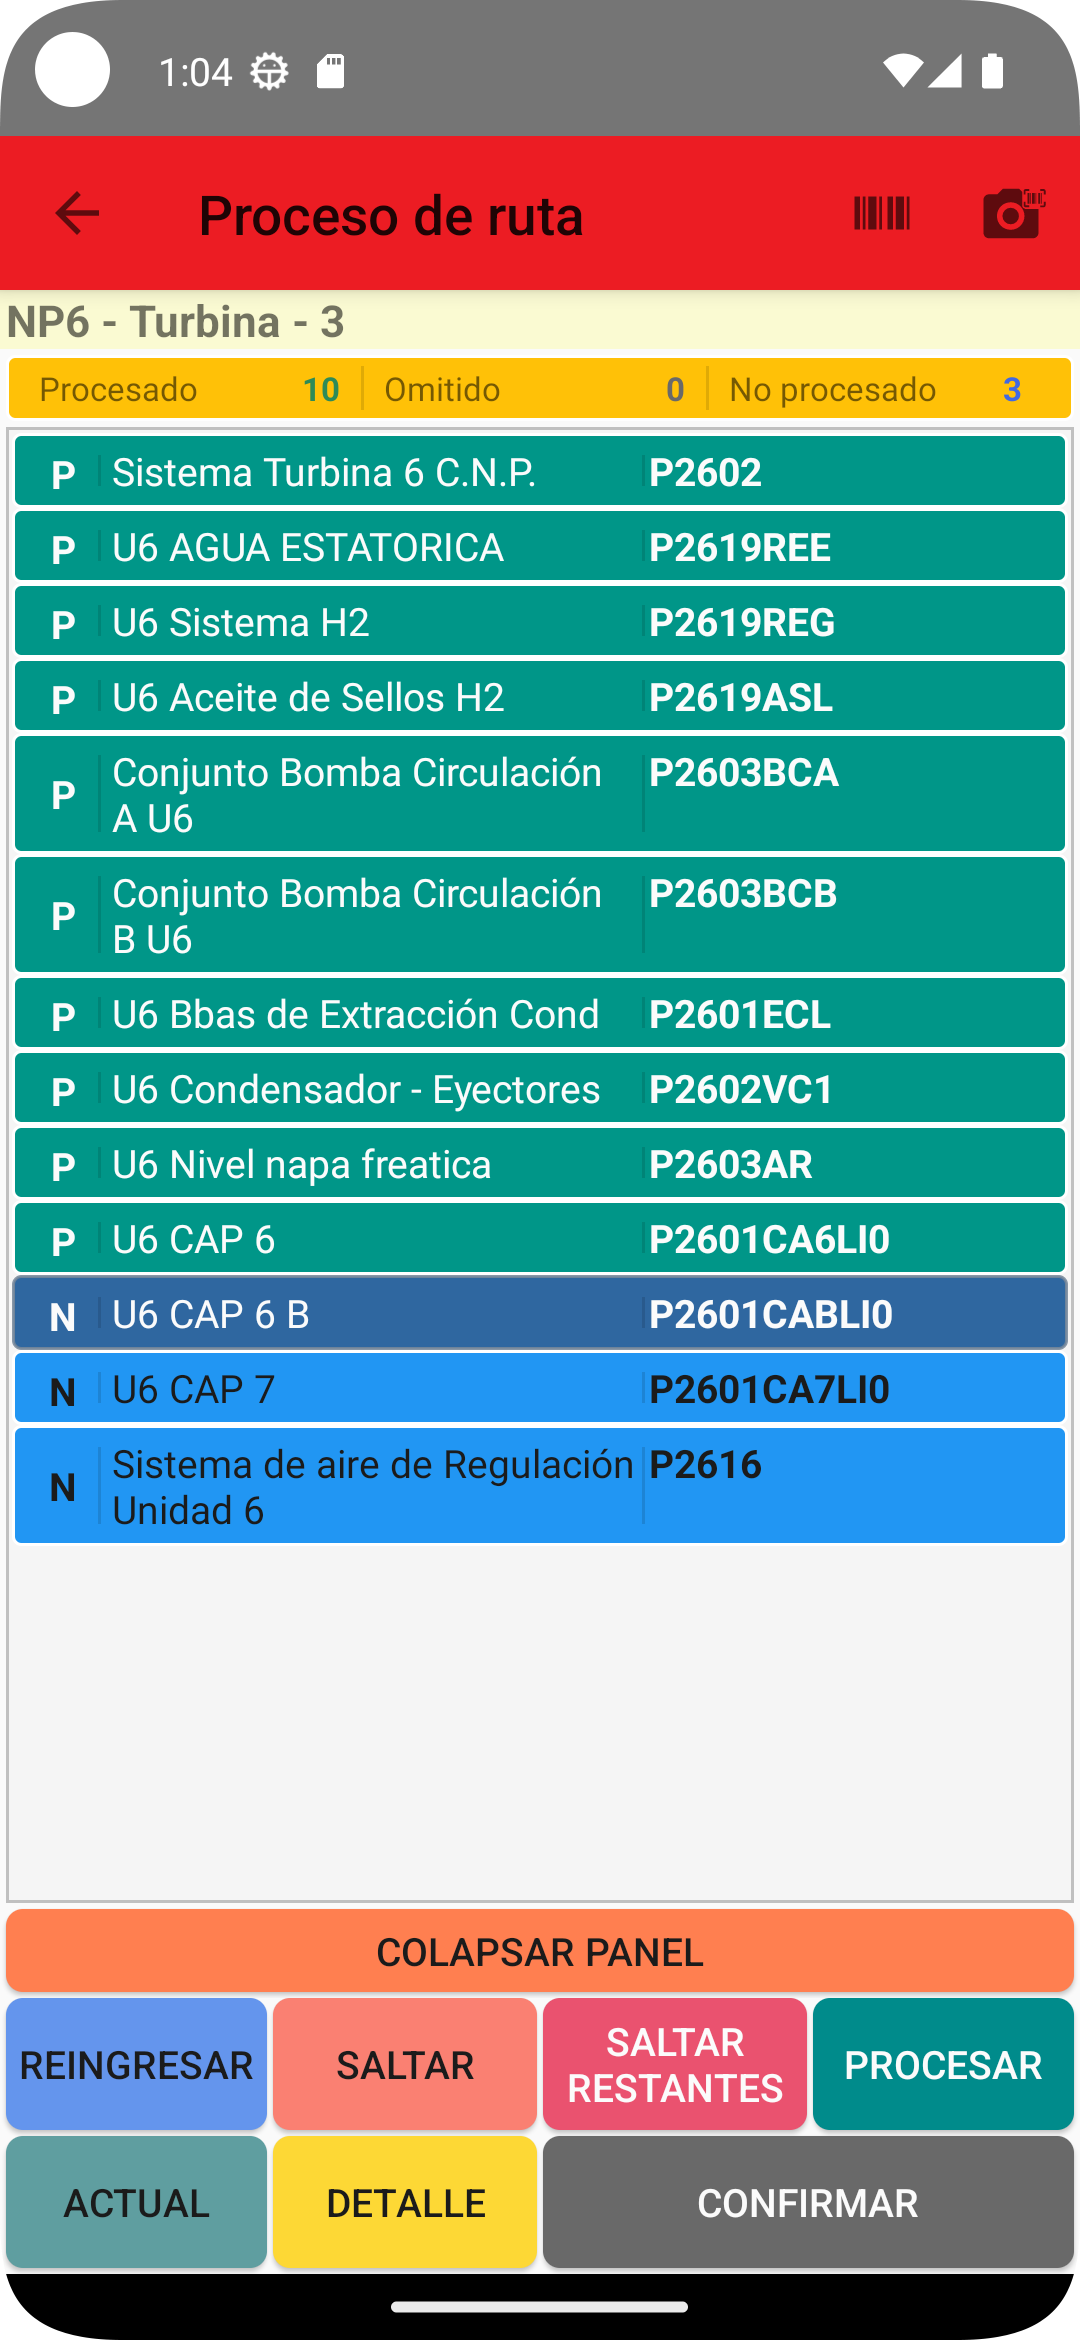 1:04
Proceso de ruta
NP6 - Turbina - 3
Procesado 10 Omitido 0 No procesado 3
P Sistema Turbina 6 C.N.P. P2602
P U6 AGUA ESTATORICA P2619REE
P U6 Sistema H2 P2619REG
P U6 Aceite de Sellos H2 P2619ASL
P Conjunto Bomba Circulación P2603BCA
A U6
P Conjunto Bomba Circulación P2603BCB
B U6
P U6 Bbas de Extracción Cond P2601ECL
P U6 Condensador - Eyectores P2602VC1
P U6 Nivel napa freatica P2603AR
P U6 CAP 6 P2601CA6LI0
N U6 CAP 6 B P2601CABLI0
N U6 CAP 7 P2601CA7LI0
N Sistema de aire de Regulación P2616
Unidad 6
COLAPSAR PANEL
REINGRESAR
SALTAR
SALTAR
RESTANTES
PROCESAR
ACTUAL
DETALLE
CONFIRMAR